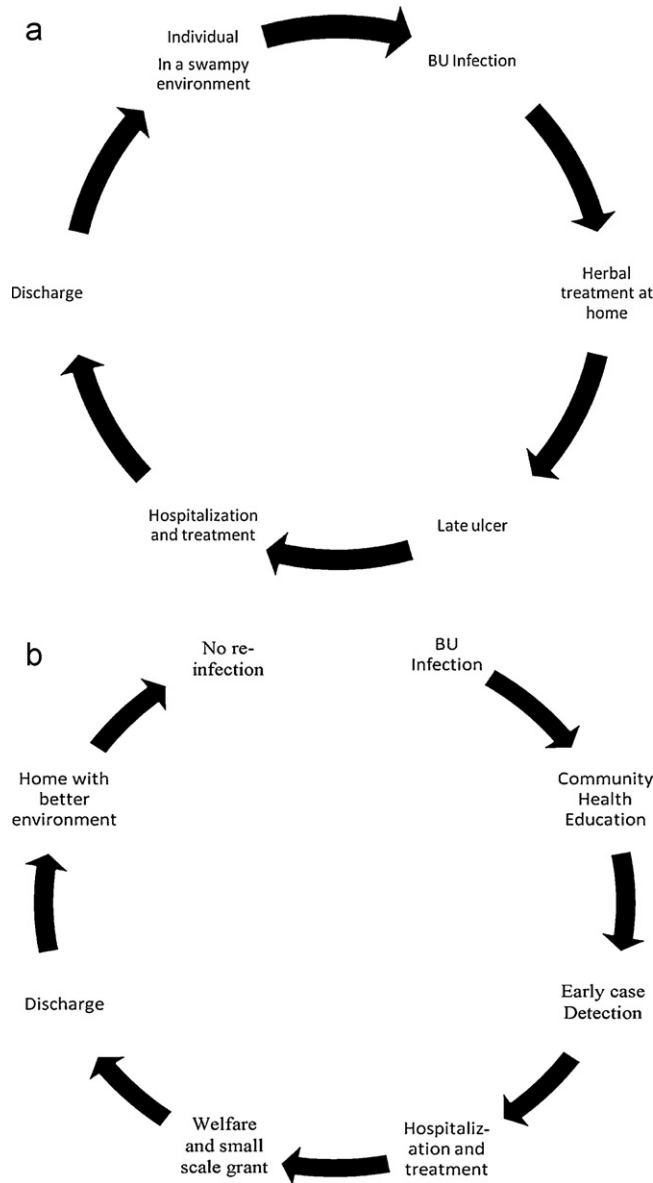 a
Individual
In a swampy
environment
BU Infection
Herbal
treatment at
home
Late ulcer
Hospitalization
and treatment
Discharge
b
BU
Infection
Community
Health
Education
Early case
Detection
Hospitaliz-
ation and
treatment
Welfare
and small
scale grant
Discharge
Home with
better
environment
No re-
infection